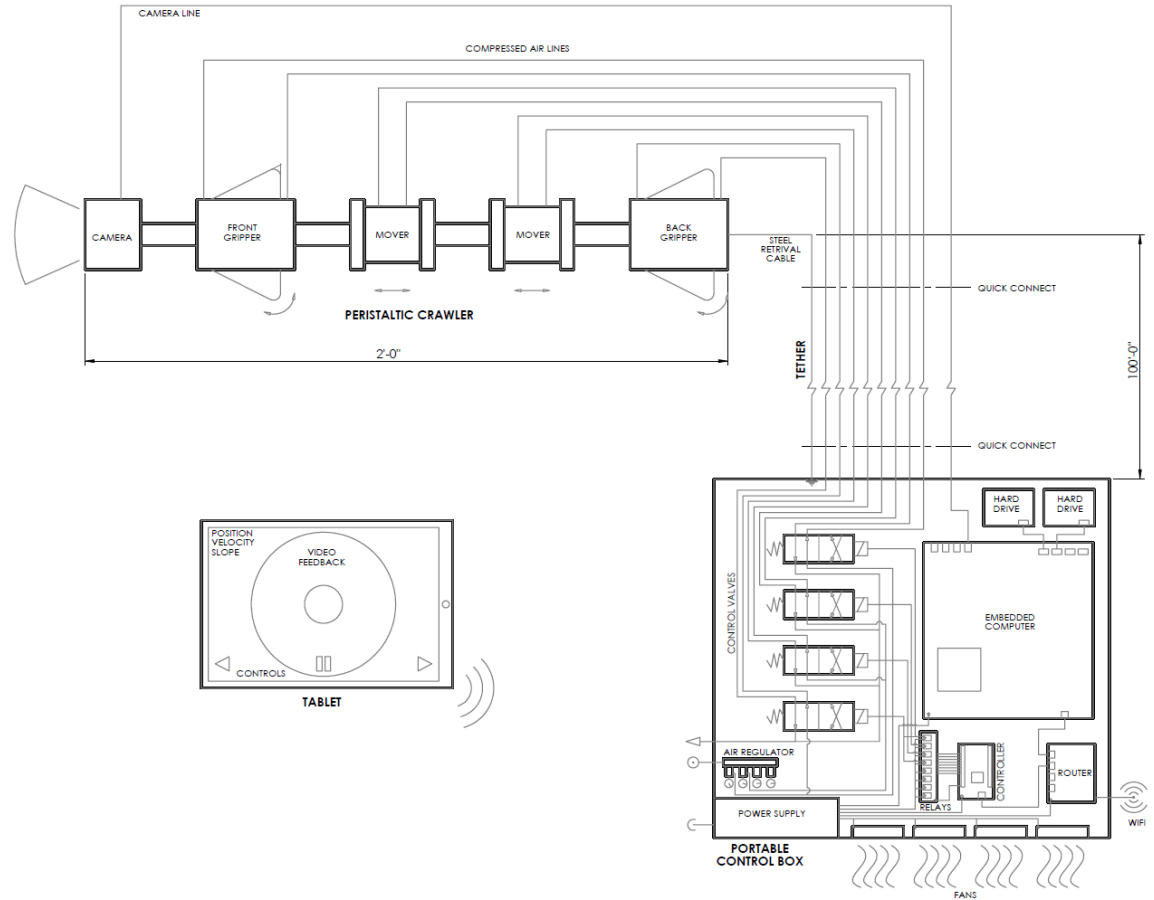 CAMERA LINE
COMPRESSED AIR LINES
CAMERA
FRONT
GRIPPER
MOVER
MOVER
BACK
GRIPPER
STEEL
RETRIVAL
CABLE
QUICK CONNECT
PERISTALTIC CRAWLER
2'-0"
TETHER
100'-0"
QUICK CONNECT
HARD
DRIVE
HARD
DRIVE
POSITION
VELOCITY
SLOPE
VIDEO
FEEDBACK
CONTROLS
TABLET
CONTROL VALVES
EMBEDDED
COMPUTER
AIR REGULATOR
RELAYS
CONTROLLER
ROUTER
WIFI
POWER SUPPLY
PORTABLE
CONTROL BOX
FANS